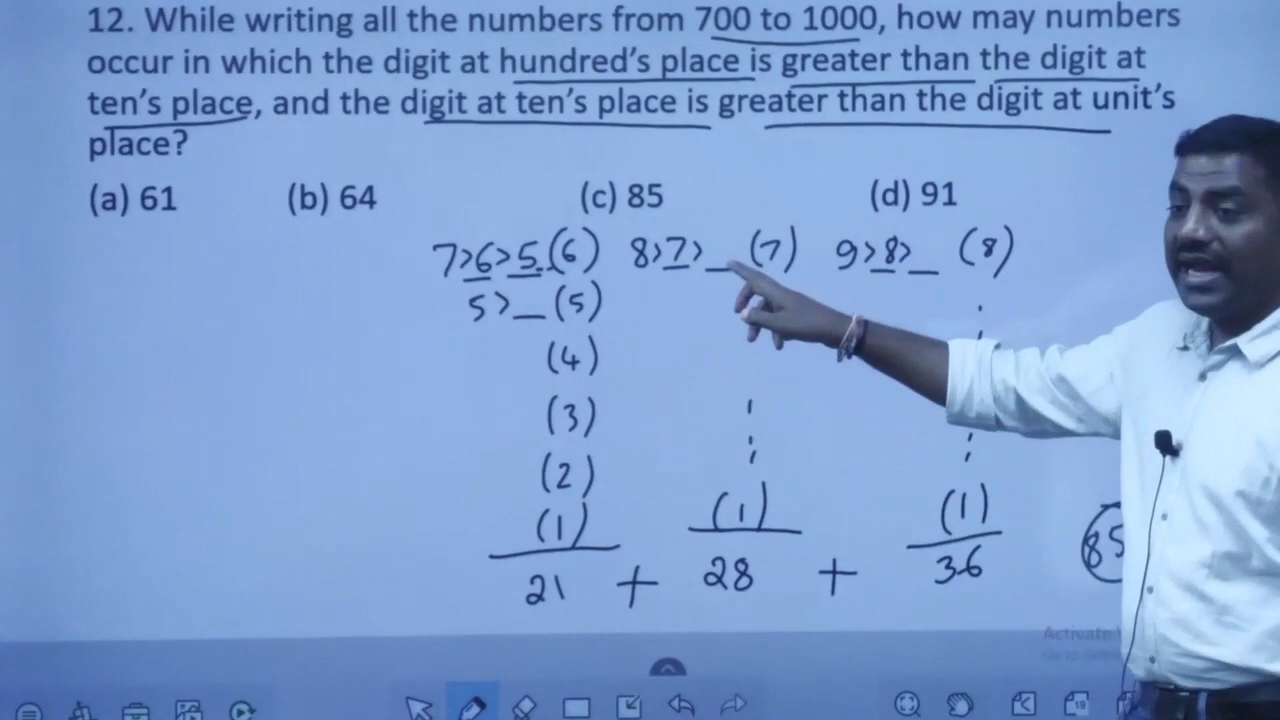 12. While writing all the numbers from 700 to 1000, how may numbers
occur in which the digit at hundred's place is greater than the digit at
ten's place, and the digit at ten's place is greater than the digit at unit's
place?
(a) 61 (b) 64 (c) 85 (d) 91
7>6>5 (6) 8>7>_ (7) 9>8>_ (8)
5>_ (5)
(4)
(3)
(2)
(1) (1) (1)
21 + 28 + 36 85
Activate
19